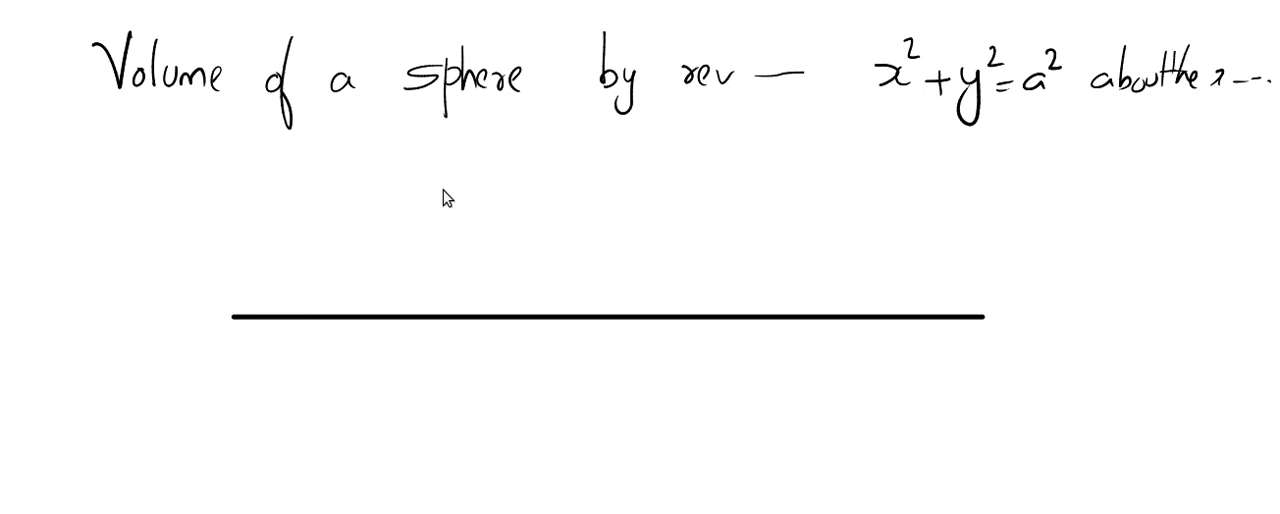 Volume of a sphere by rev — x²+y²=a² about the x -- -.